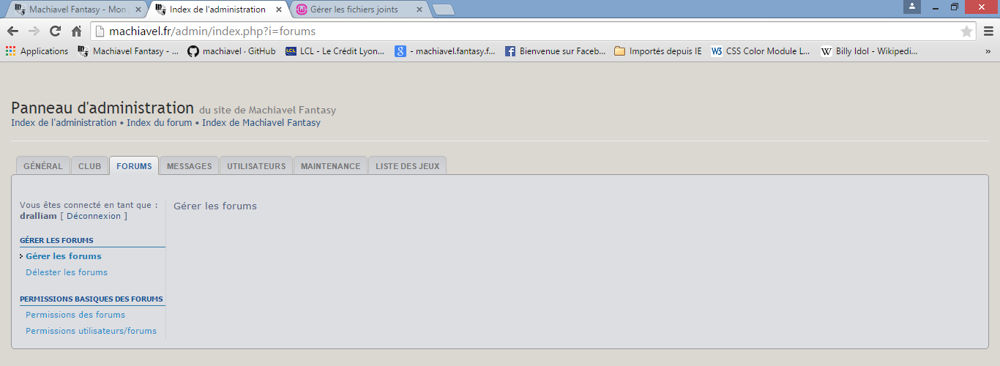 Machiavel Fantasy - Mon
Index de l'administration
Gérer les fichiers joints
machiavel.fr/admin/index.php?i=forums
Applications
Machiavel Fantasy - ...
machiavel · GitHub
LCL - Le Crédit Lyon...
- machiavel.fantasy.f...
Bienvenue sur Faceb...
Importés depuis IE
W3 CSS Color Module L...
W Billy Idol - Wikipedi...
»
Panneau d'administration du site de Machiavel Fantasy
Index de l'administration • Index du forum • Index de Machiavel Fantasy
GÉNÉRAL
CLUB
FORUMS
MESSAGES
UTILISATEURS
MAINTENANCE
LISTE DES JEUX
Vous êtes connecté en tant que :
dralliam [ Déconnexion ]
GÉRER LES FORUMS
Gérer les forums
Délester les forums
PERMISSIONS BASIQUES DES FORUMS
Permissions des forums
Permissions utilisateurs/forums
Gérer les forums